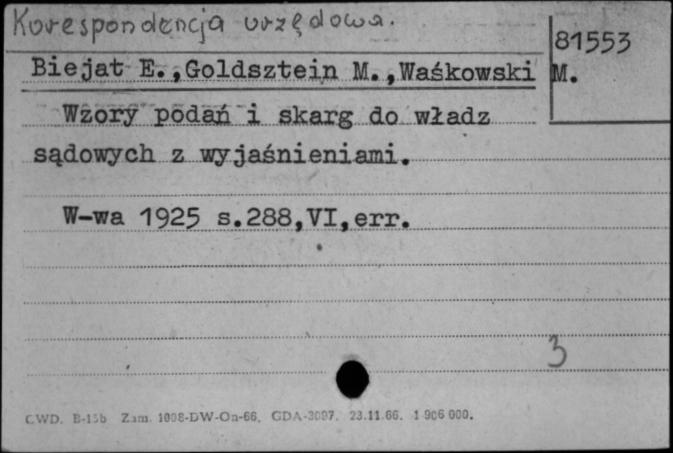 Korespondencja urzędowa.
81553
Biejat E.,Goldsztein M.,Waśkowski M.
Wzory podań i skarg do władz
sądowych z wyjaśnieniami.
W-wa 1925 s.288,VI,err.
3
CWD. B-15b Zam. 1098-DW-On-66. GDA-3097. 23.11.66. 1 906 000.